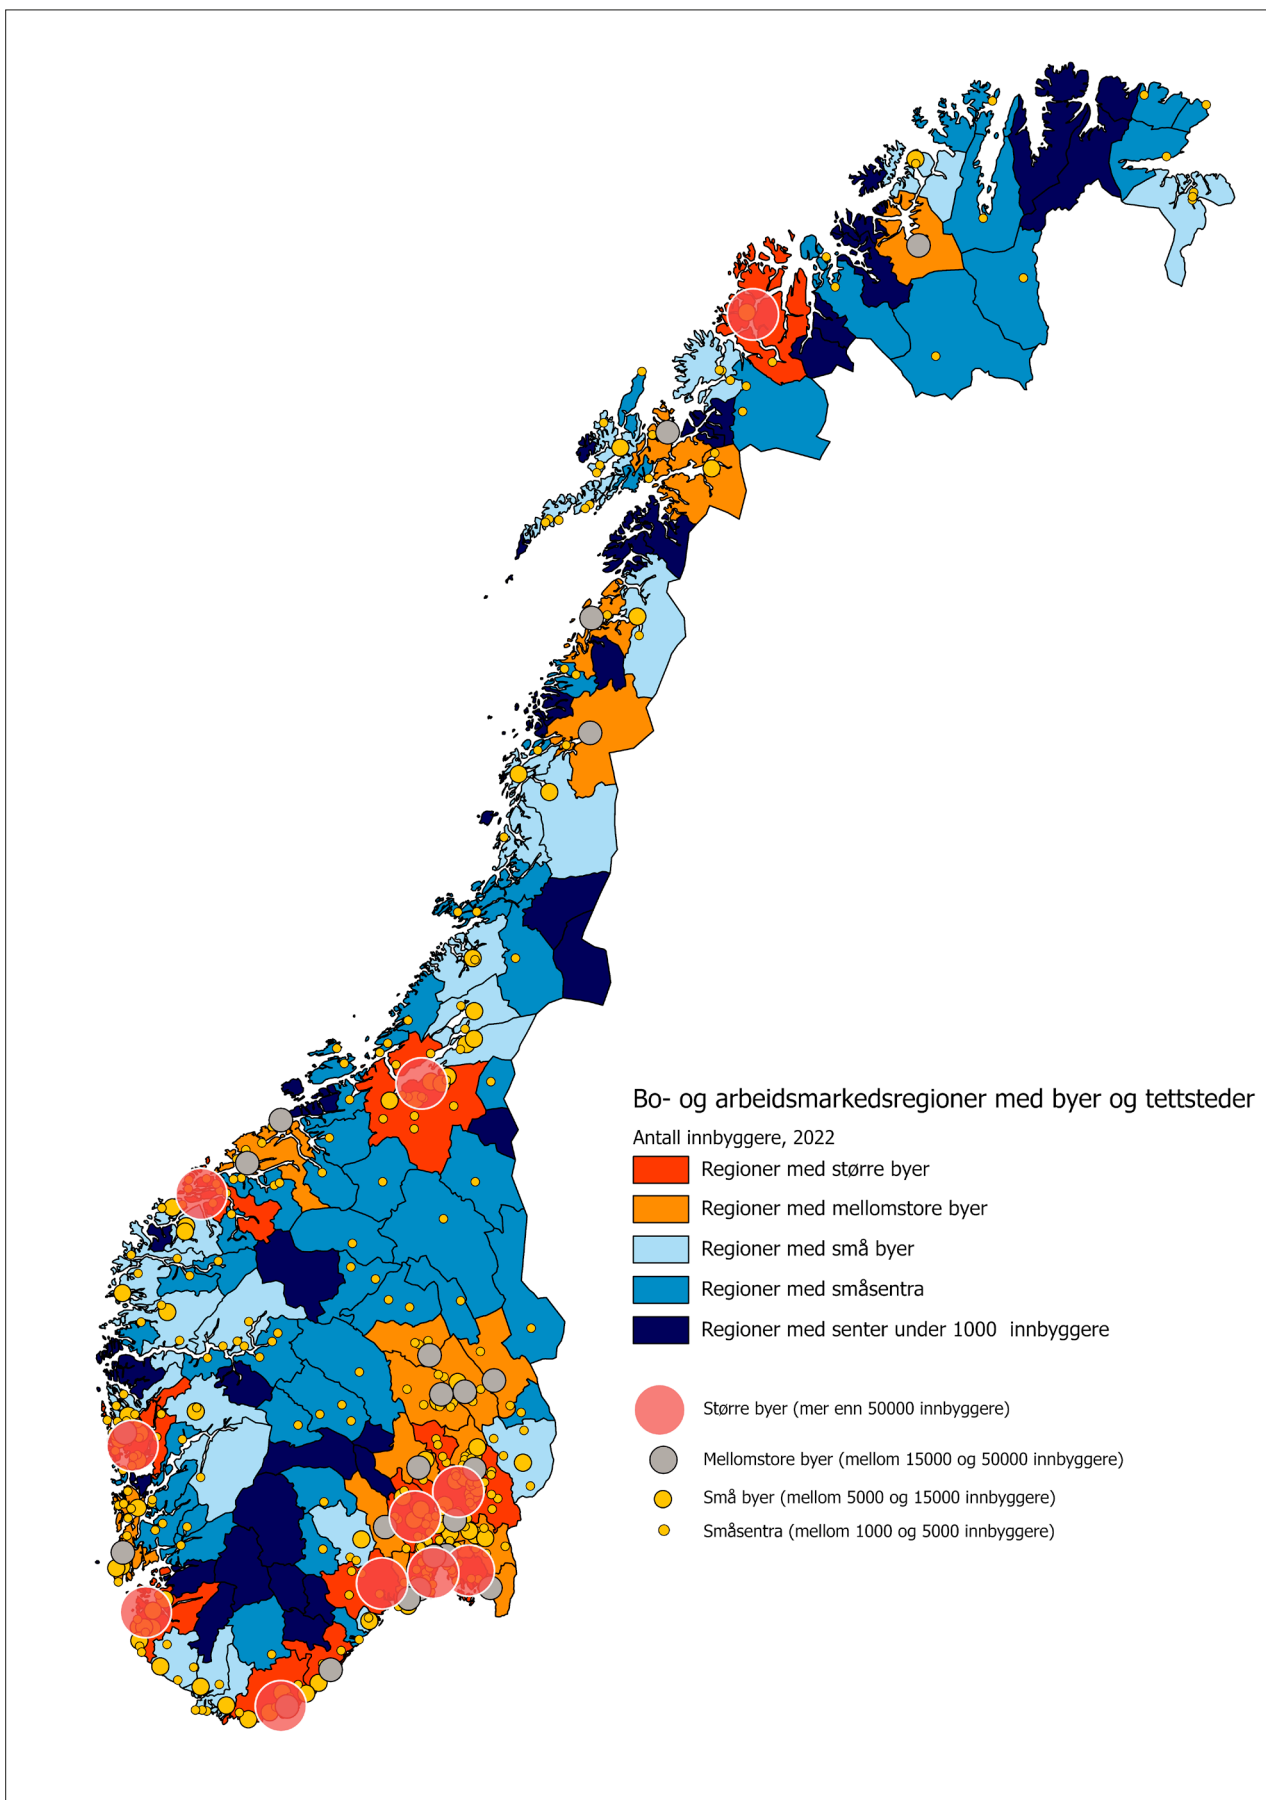 Bo- og arbeidsmarkedsregioner med byer og tettsteder
Antall innbyggere, 2022
Regioner med større byer
Regioner med mellomstore byer
Regioner med små byer
Regioner med småsentra
Regioner med senter under 1000 innbyggere
Større byer (mer enn 50000 innbyggere)
Mellomstore byer (mellom 15000 og 50000 innbyggere)
Små byer (mellom 5000 og 15000 innbyggere)
Småsentra (mellom 1000 og 5000 innbyggere)